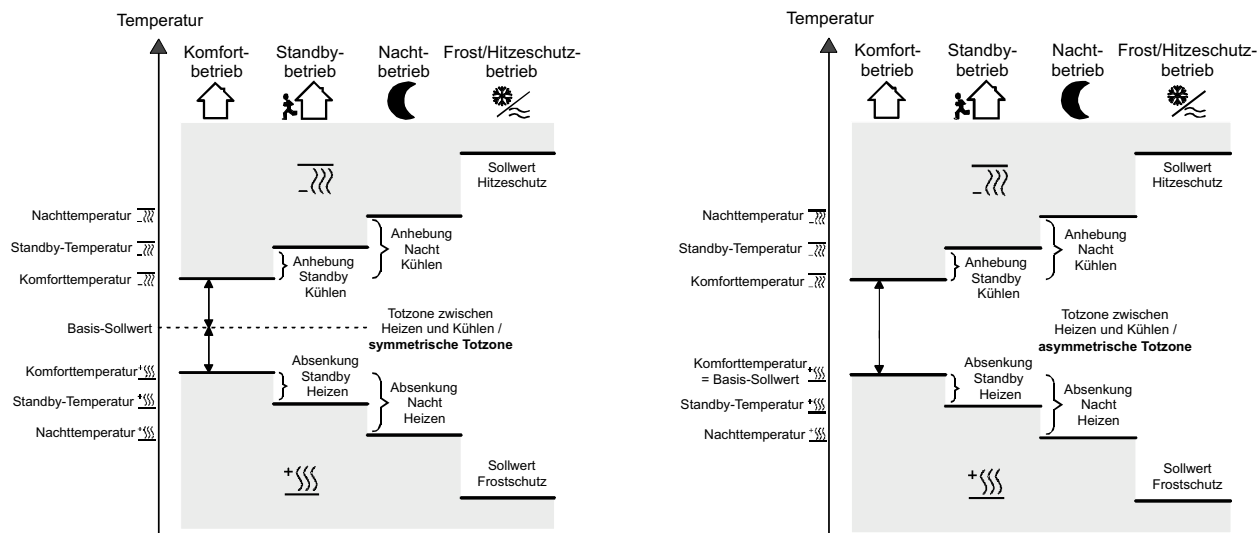 Temperatur
Komfort-
betrieb
Standby-
betrieb
Nacht-
betrieb
Frost/Hitzeschutz-
betrieb
Sollwert
Hitzeschutz
Nachttemperatur
Standby-Temperatur
Komforttemperatur
Anhebung
Standby
Kühlen
Anhebung
Nacht
Kühlen
Basis-Sollwert
Totzone zwischen
Heizen und Kühlen /
symmetrische Totzone
Komforttemperatur
Standby-Temperatur
Nachttemperatur
Absenkung
Standby
Heizen
Absenkung
Nacht
Heizen
Sollwert
Frostschutz
Temperatur
Komfort-
betrieb
Standby-
betrieb
Nacht-
betrieb
Frost/Hitzeschutz-
betrieb
Sollwert
Hitzeschutz
Nachttemperatur
Standby-Temperatur
Komforttemperatur
Anhebung
Standby
Kühlen
Anhebung
Nacht
Kühlen
Totzone zwischen
Heizen und Kühlen /
asymmetrische Totzone
Komforttemperatur
= Basis-Sollwert
Standby-Temperatur
Nachttemperatur
Absenkung
Standby
Heizen
Absenkung
Nacht
Heizen
Sollwert
Frostschutz